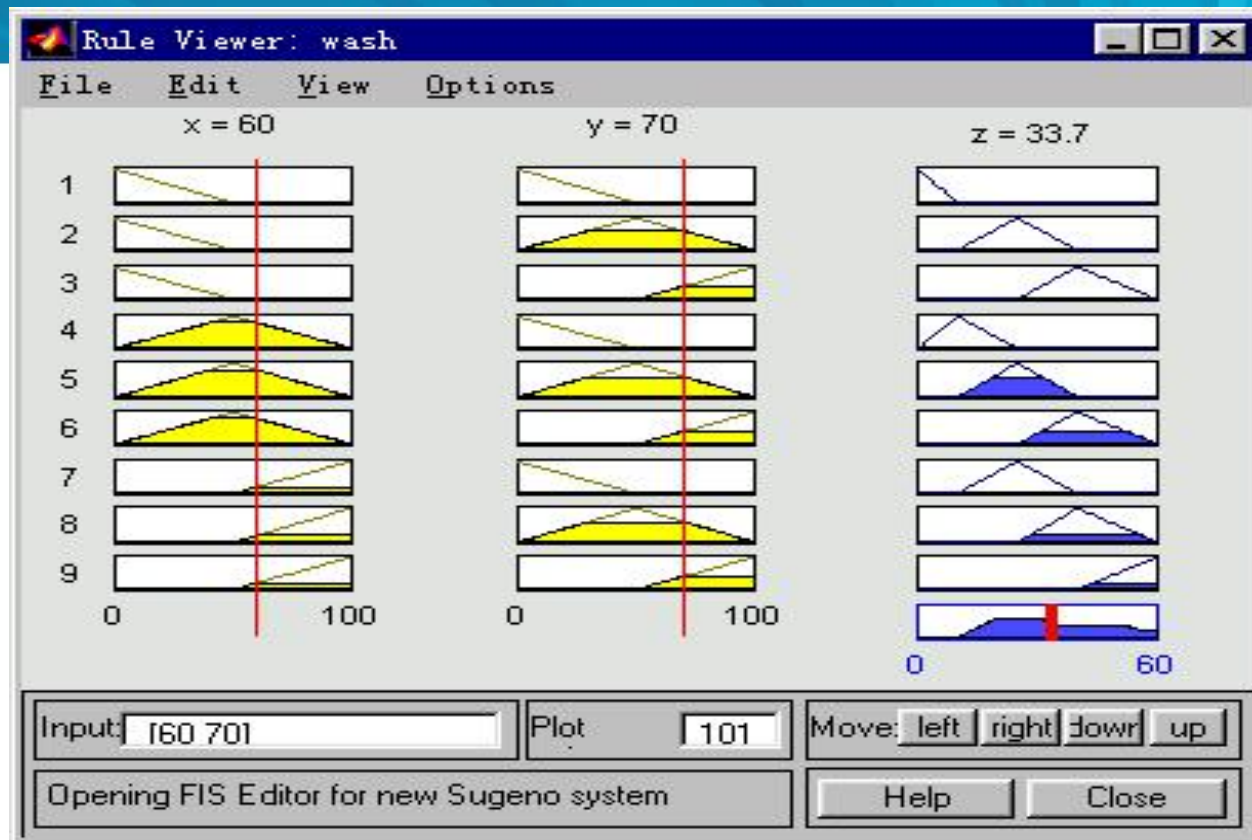 Rule Viewer: wash
File Edit View Options
x = 60 y = 70 z = 33.7
1
2
3
4
5
6
7
8
9
0 100 0 100
0 60
Input: [60 70] Plot 101 Move: left right down up
Opening FIS Editor for new Sugeno system Help Close